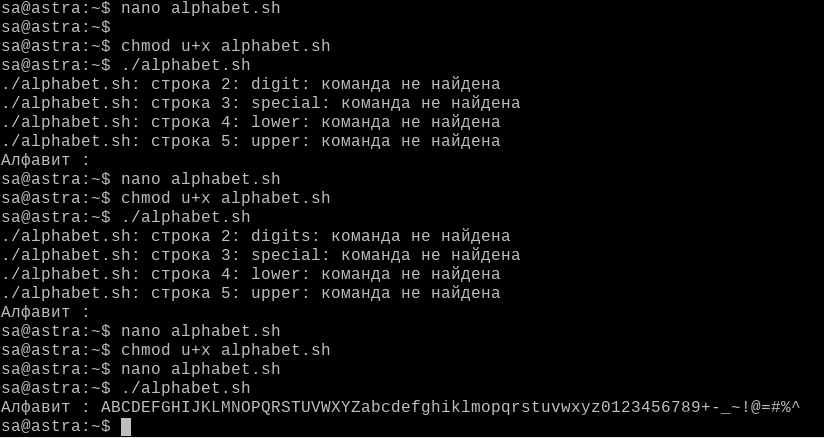 sa@astra:~$ nano alphabet.sh
sa@astra:~$
sa@astra:~$ chmod u+x alphabet.sh
sa@astra:~$ ./alphabet.sh
./alphabet.sh: строка 2: digit: команда не найдена
./alphabet.sh: строка 3: special: команда не найдена
./alphabet.sh: строка 4: lower: команда не найдена
./alphabet.sh: строка 5: upper: команда не найдена
Алфавит :
sa@astra:~$ nano alphabet.sh
sa@astra:~$ chmod u+x alphabet.sh
sa@astra:~$ ./alphabet.sh
./alphabet.sh: строка 2: digits: команда не найдена
./alphabet.sh: строка 3: special: команда не найдена
./alphabet.sh: строка 4: lower: команда не найдена
./alphabet.sh: строка 5: upper: команда не найдена
Алфавит :
sa@astra:~$ nano alphabet.sh
sa@astra:~$ chmod u+x alphabet.sh
sa@astra:~$ nano alphabet.sh
sa@astra:~$ ./alphabet.sh
Алфавит : ABCDEFGHIJKLMNOPQRSTUVWXYZabcdefghiklmopqrstuvwxyz0123456789+-_~!@=#%^
sa@astra:~$